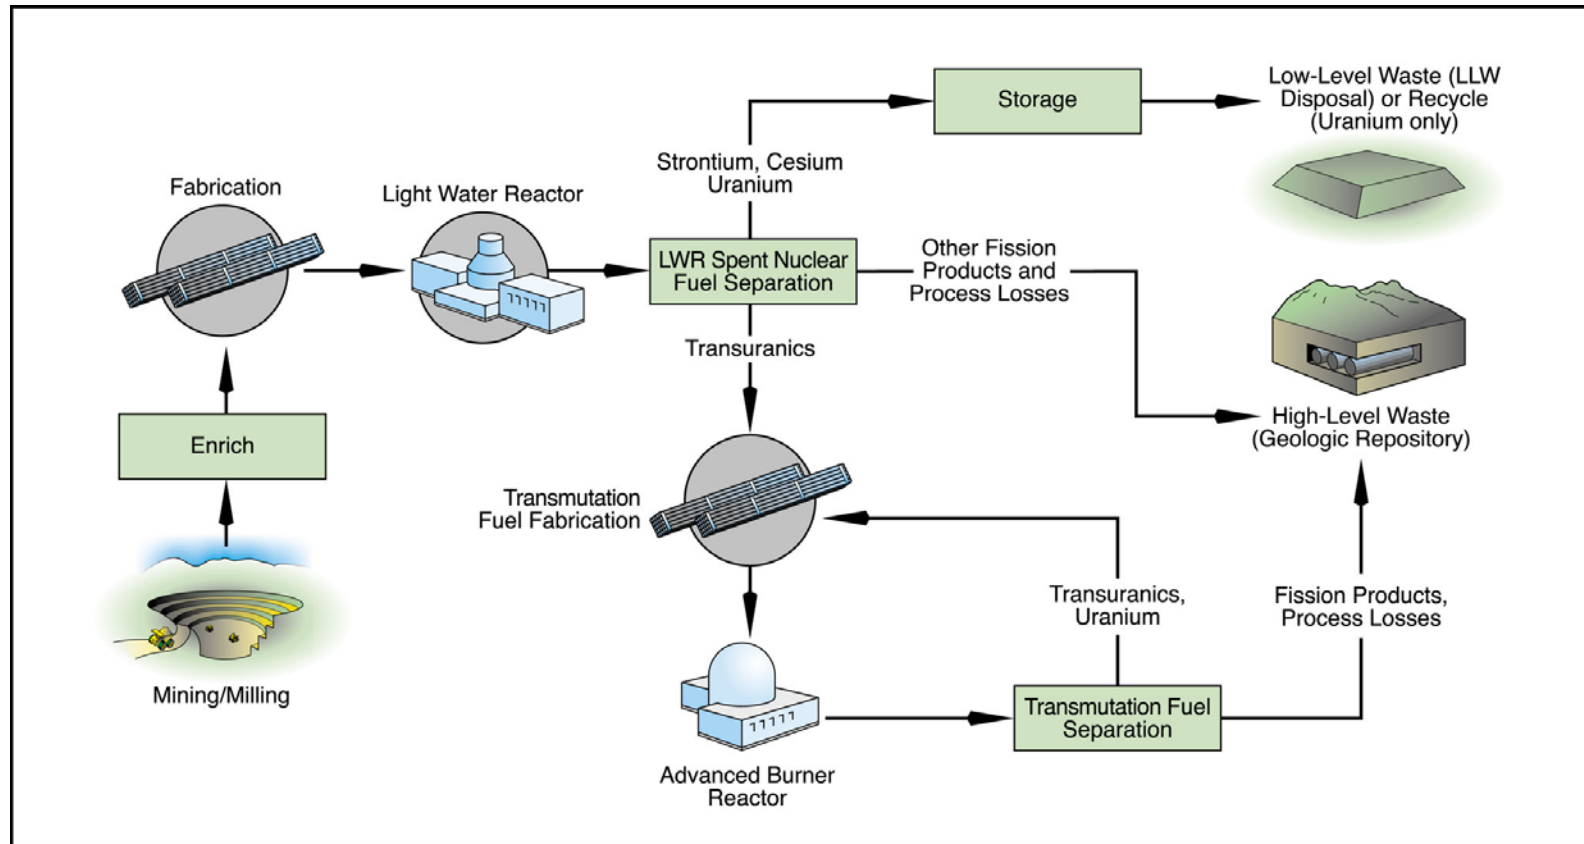 Storage
Low-Level Waste (LLW
Disposal) or Recycle
(Uranium only)
Strontium, Cesium
Uranium
Fabrication
Light Water Reactor
LWR Spent Nuclear
Fuel Separation
Other Fission
Products and
Process Losses
Transuranics
High-Level Waste
(Geologic Repository)
Enrich
Transmutation
Fuel Fabrication
Transuranics,
Uranium
Fission Products,
Process Losses
Mining/Milling
Transmutation Fuel
Separation
Advanced Burner
Reactor